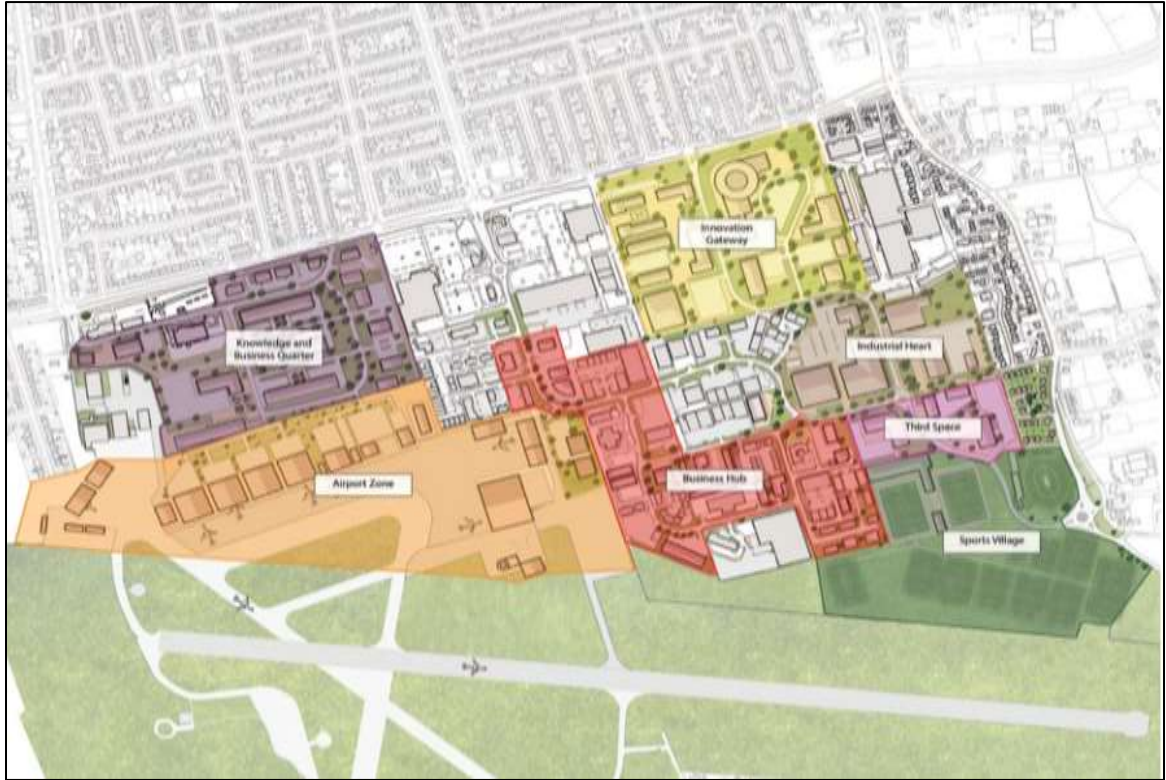 Innovation
Gateway
Knowledge and
Business Quarter
Industrial Heart
Third Space
Airport Zone
Business Hub
Sports Village